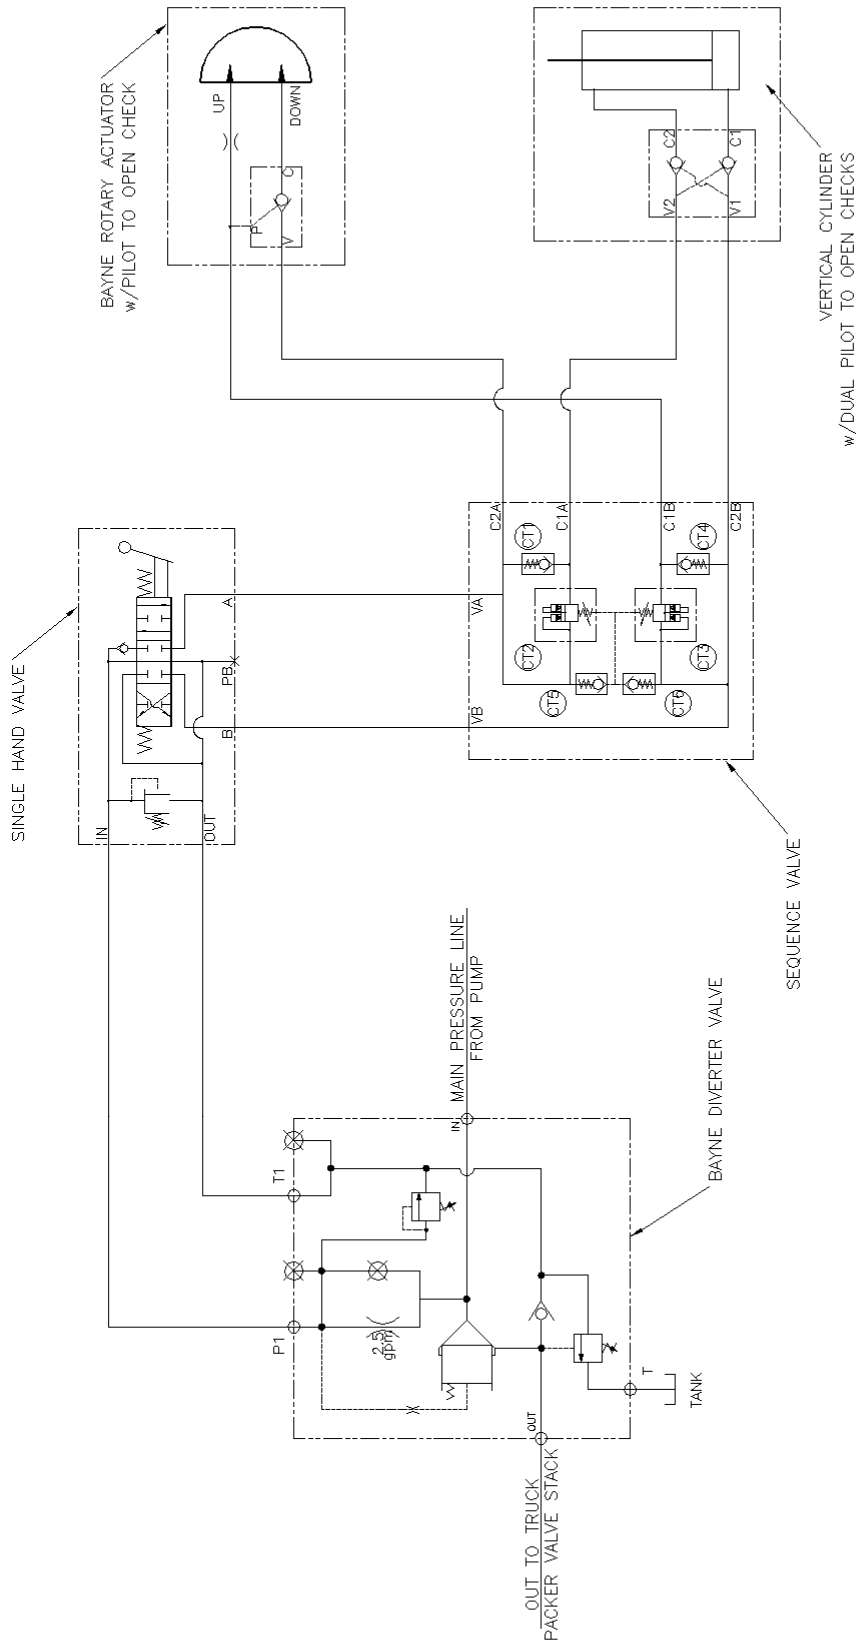 BAYNE ROTARY ACTUATOR
w/PILOT TO OPEN CHECK
UP
DOWN
C
P
V
VERTICAL CYLINDER
w/DUAL PILOT TO OPEN CHECKS
C2
C1
V2
V1
SINGLE HAND VALVE
A
PB
B
IN
OUT
SEQUENCE VALVE
C2A
C1A
C1B
C2B
VA
VB
CT1
CT4
CT2
CT3
CT5
CT6
MAIN PRESSURE LINE
FROM PUMP
BAYNE DIVERTER VALVE
IN
T1
P1
2.5
gpm
OUT
T
TANK
OUT TO TRUCK
PACKER VALVE STACK